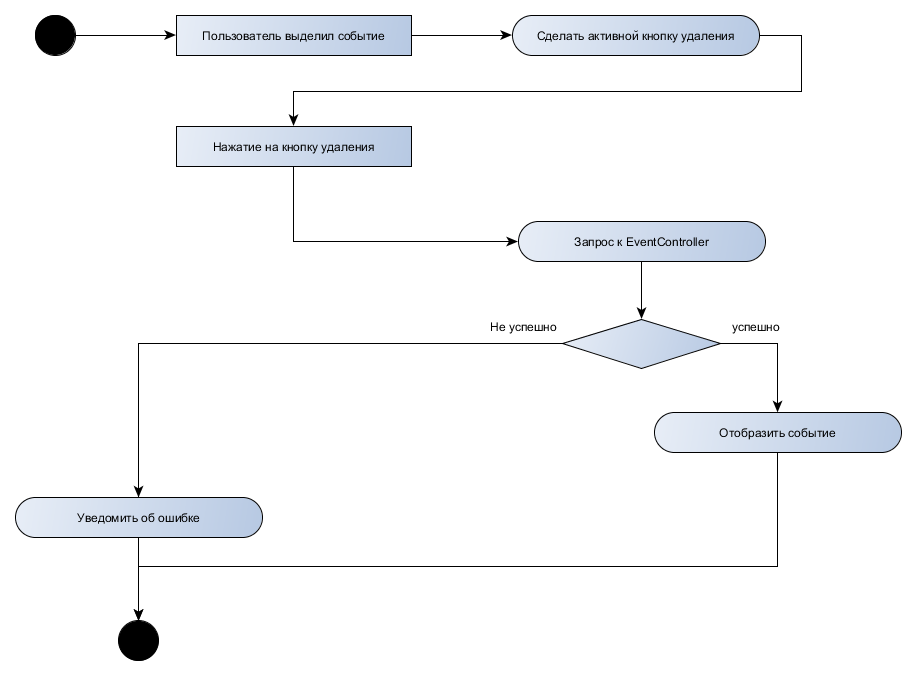 Пользователь выделил событие
Сделать активной кнопку удаления
Нажатие на кнопку удаления
Запрос к EventController
Не успешно
успешно
Отобразить событие
Уведомить об ошибке